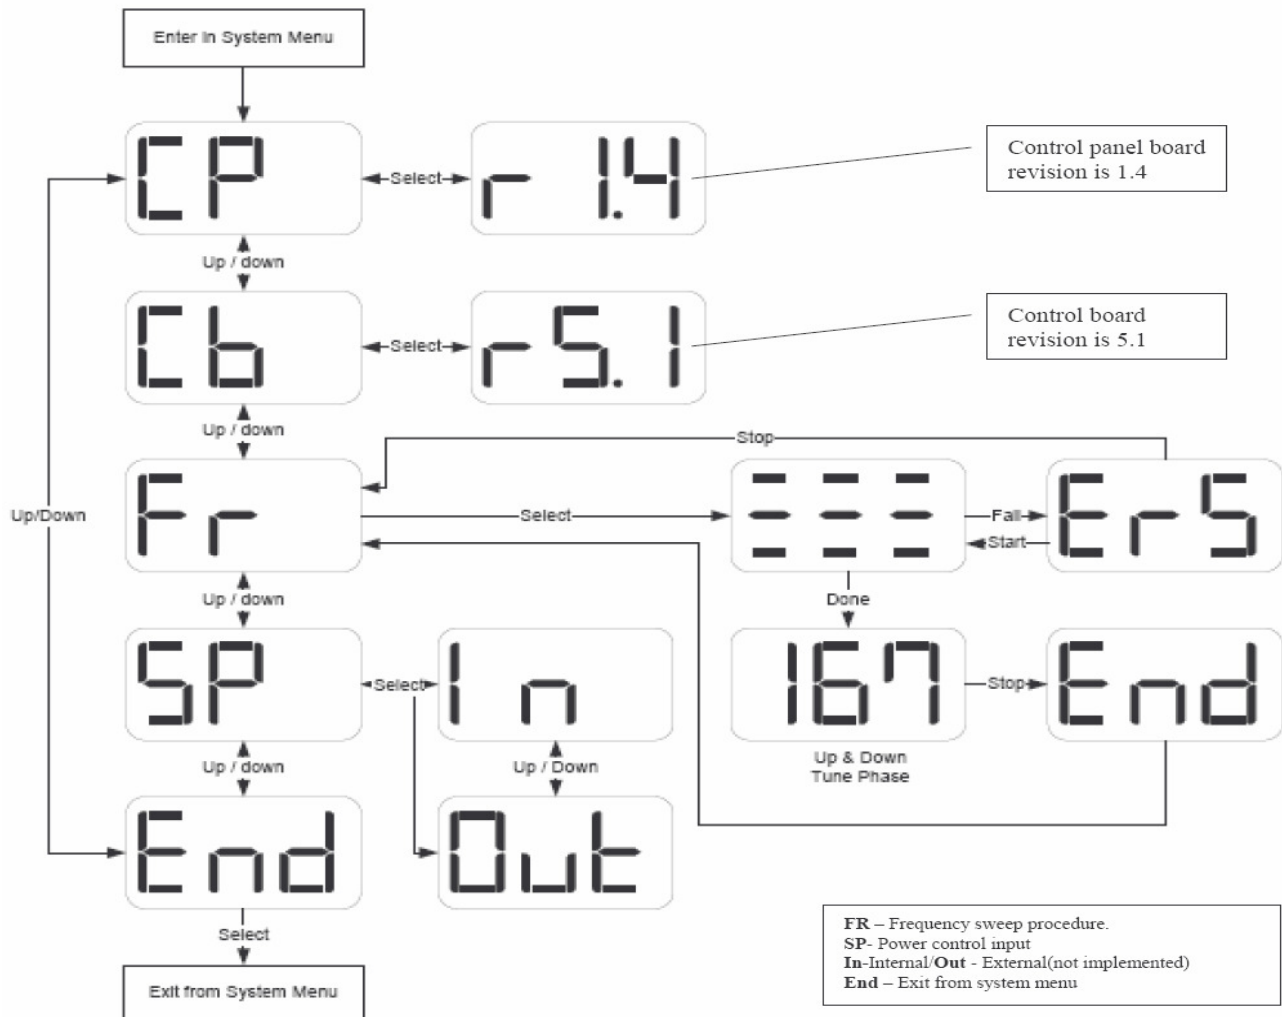 Enter In System Menu
CP
Select
r 1.4
Control panel board
revision is 1.4
Up / down
Cb
Select
r5.1
Control board
revision is 5.1
Up / down
Stop
Fr
Up/Down
Select
Fail
Start
ErS
Up / down
Done
SP
Select
In
167
Stop
End
Up / down
Up / Down
Up & Down
Tune Phase
End
Out
Select
Exit from System Menu
FR – Frequency sweep procedure.
SP- Power control input
In-Internal/Out - External(not implemented)
End – Exit from system menu